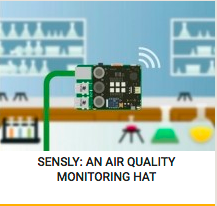 SENSLY: AN AIR QUALITY
MONITORING HAT